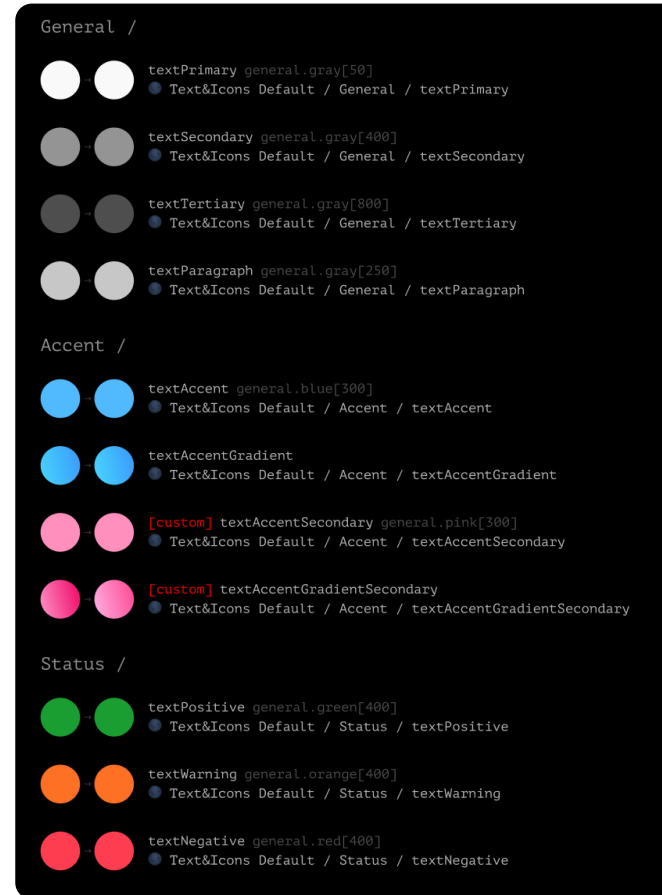 General /
textPrimary general.gray[50]
Text&Icons Default / General / textPrimary
textSecondary general.gray[400]
Text&Icons Default / General / textSecondary
textTertiary general.gray[800]
Text&Icons Default / General / textTertiary
textParagraph general.gray[250]
Text&Icons Default / General / textParagraph
Accent /
textAccent general.blue[300]
Text&Icons Default / Accent / textAccent
textAccentGradient
Text&Icons Default / Accent / textAccentGradient
[custom] textAccentSecondary general.pink[300]
Text&Icons Default / Accent / textAccentSecondary
[custom] textAccentGradientSecondary
Text&Icons Default / Accent / textAccentGradientSecondary
Status /
textPositive general.green[400]
Text&Icons Default / Status / textPositive
textWarning general.orange[400]
Text&Icons Default / Status / textWarning
textNegative general.red[400]
Text&Icons Default / Status / textNegative